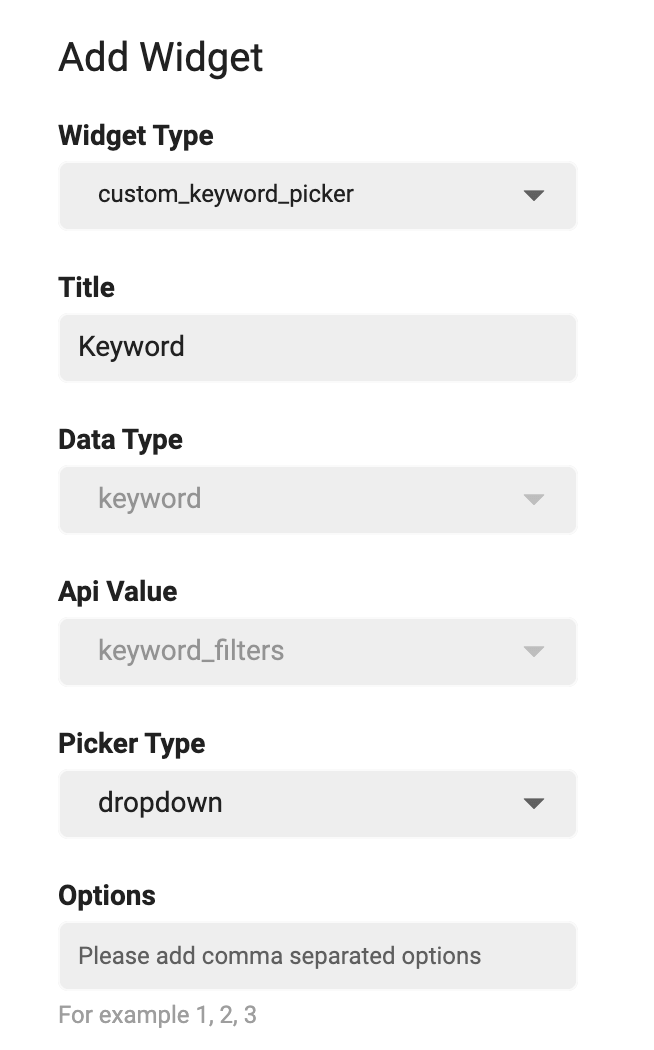 Add Widget
Widget Type
custom_keyword_picker
Title
Keyword
Data Type
keyword
Api Value
keyword_filters
Picker Type
dropdown
Options
Please add comma separated options
For example 1, 2, 3